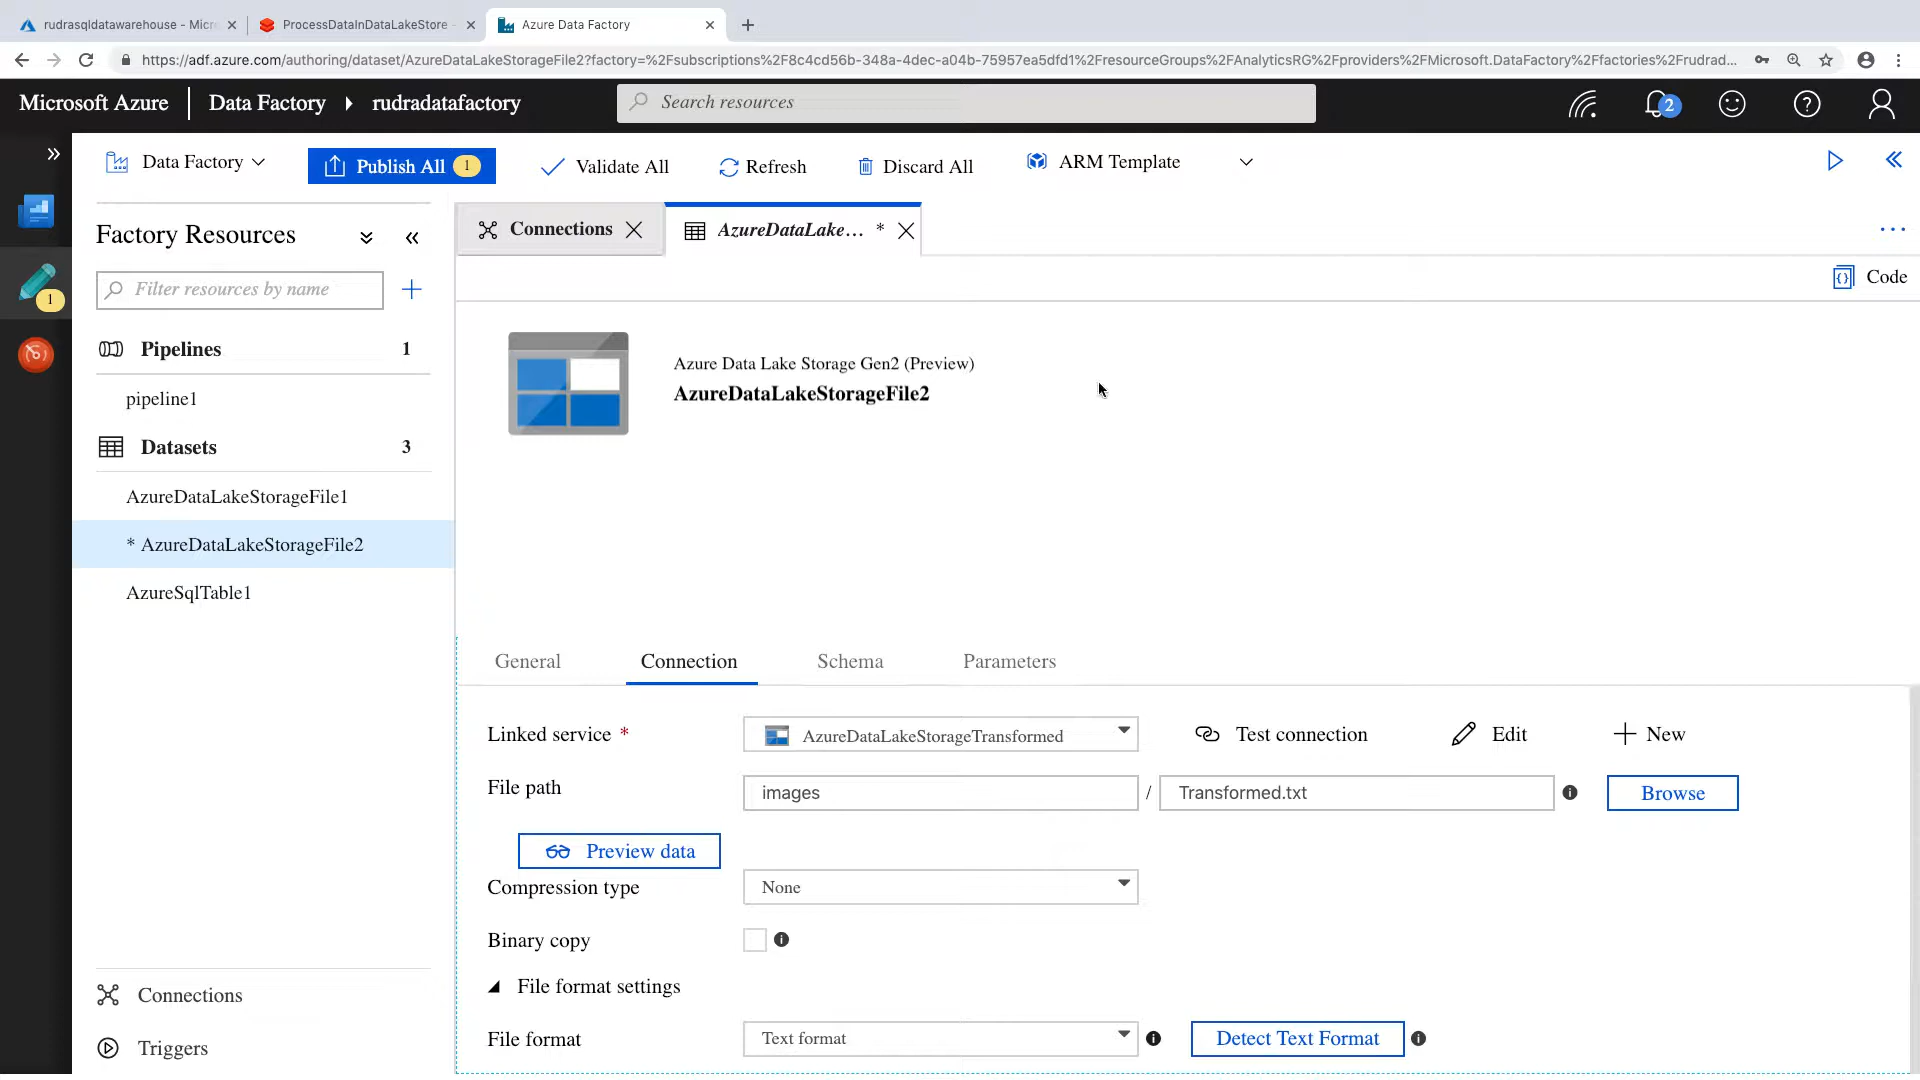 rudrasqldatawarehouse - Micr
ProcessDataInDataLakeStore -
Azure Data Factory
https://adf.azure.com/authoring/dataset/AzureDataLakeStorageFile2?factory=%2Fsubscriptions%2F8c4cd56b-348a-4dec-a04b-75957ea5dfd1%2FresourceGroups%2FAnalyticsRG%2Fproviders%2FMicrosoft.DataFactory%2Ffactories%2Frudrad...
Microsoft Azure
Data Factory
rudradatafactory
Search resources
2
Data Factory
Publish All 1
Validate All
Refresh
Discard All
ARM Template
Factory Resources
Connections
AzureDataLake... *
Filter resources by name
Code
1
Pipelines 1
pipeline1
Datasets 3
AzureDataLakeStorageFile1
* AzureDataLakeStorageFile2
AzureSqlTable1
Connections
Triggers
Azure Data Lake Storage Gen2 (Preview)
AzureDataLakeStorageFile2
General
Connection
Schema
Parameters
Linked service *
AzureDataLakeStorageTransformed
Test connection
Edit
New
File path
images / Transformed.txt
Browse
Preview data
Compression type
None
Binary copy
File format settings
File format
Text format
Detect Text Format